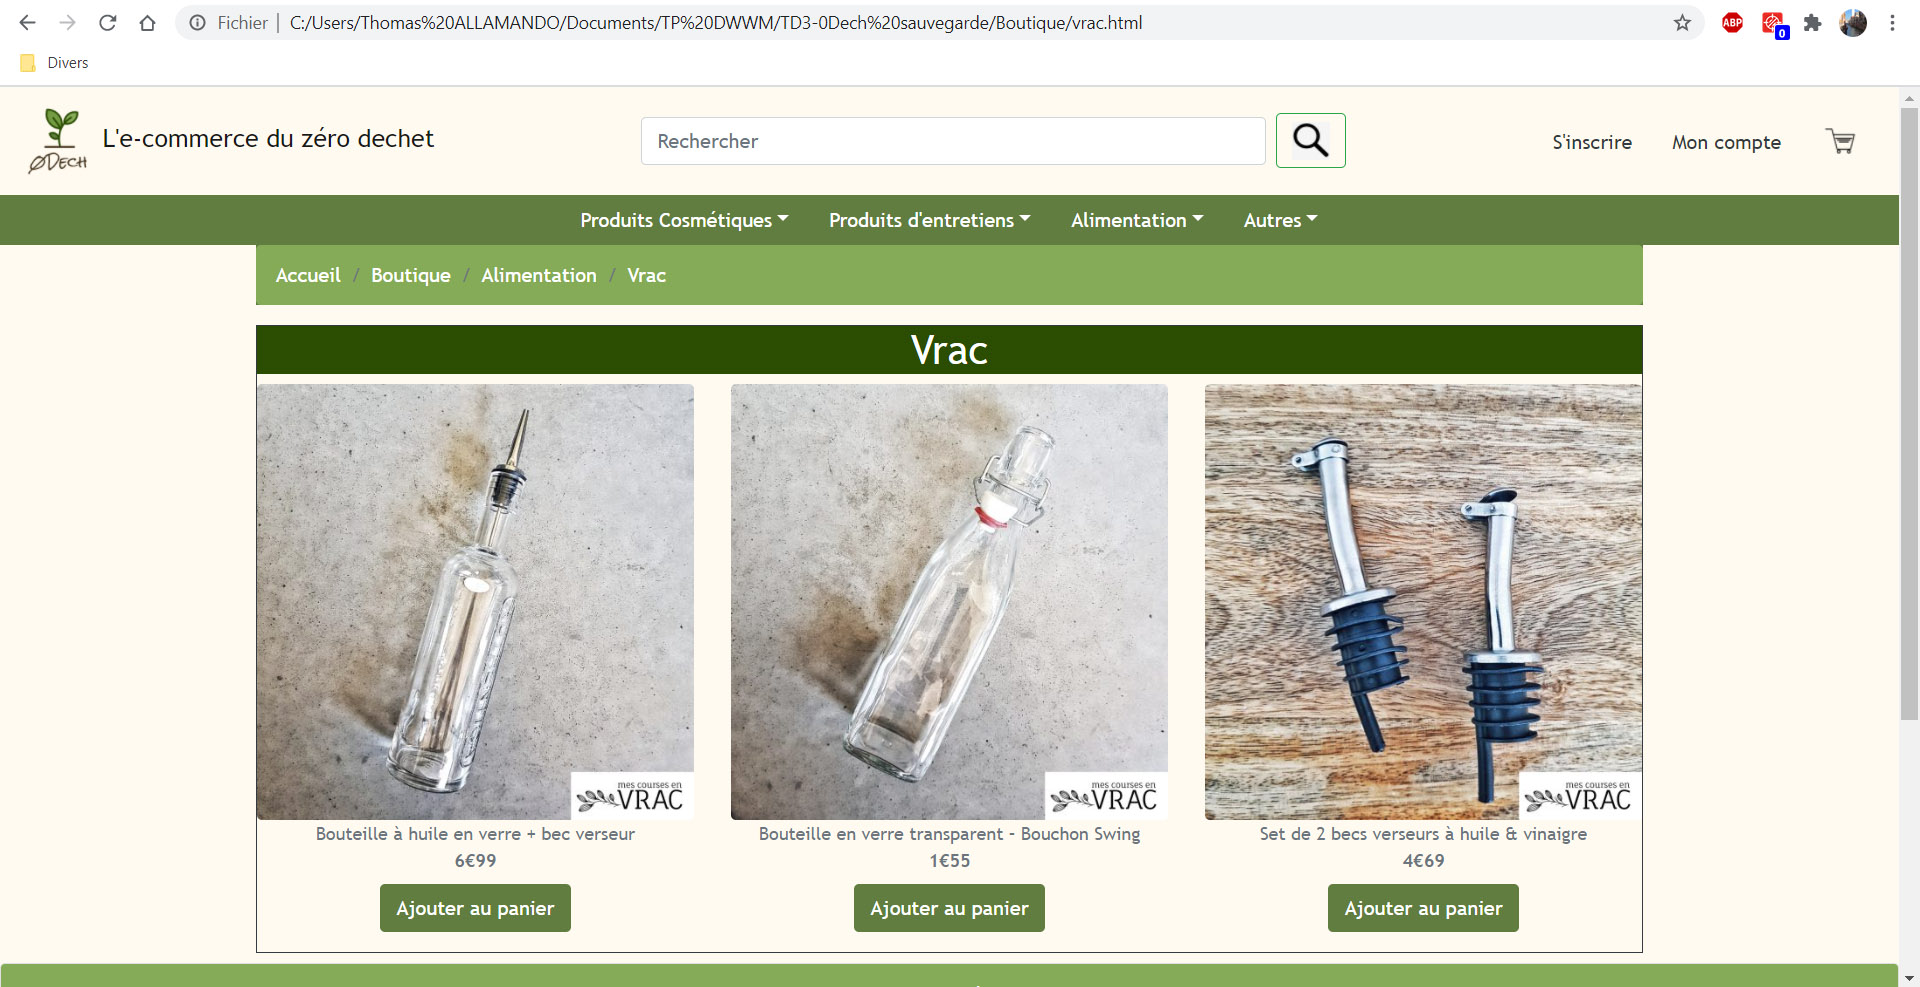 Fichier | C:/Users/Thomas%20ALLAMANDO/Documents/TP%20DWWM/TD3-0Dech%20sauvegarde/Boutique/vrac.html
ABP
0
Divers
ØDECH
L'e-commerce du zéro dechet
Rechercher
S'inscrire
Mon compte
Produits Cosmétiques
Produits d'entretiens
Alimentation
Autres
Accueil / Boutique / Alimentation / Vrac
Vrac
mes courses en
VRAC
mes courses en
VRAC
mes courses en
VRAC
Bouteille à huile en verre + bec verseur
6€99
Ajouter au panier
Bouteille en verre transparent - Bouchon Swing
1€55
Ajouter au panier
Set de 2 becs verseurs à huile & vinaigre
4€69
Ajouter au panier